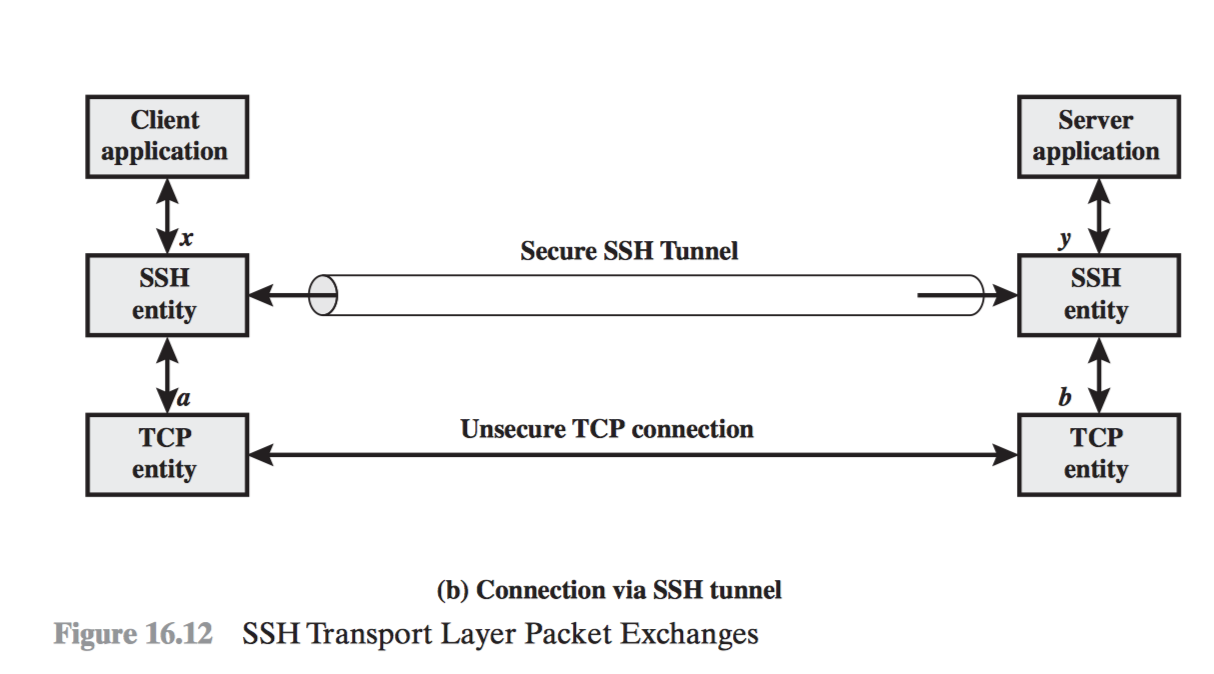 Client
application
Server
application
x
y
Secure SSH Tunnel
SSH
entity
SSH
entity
a
b
Unsecure TCP connection
TCP
entity
TCP
entity
(b) Connection via SSH tunnel
Figure 16.12 SSH Transport Layer Packet Exchanges